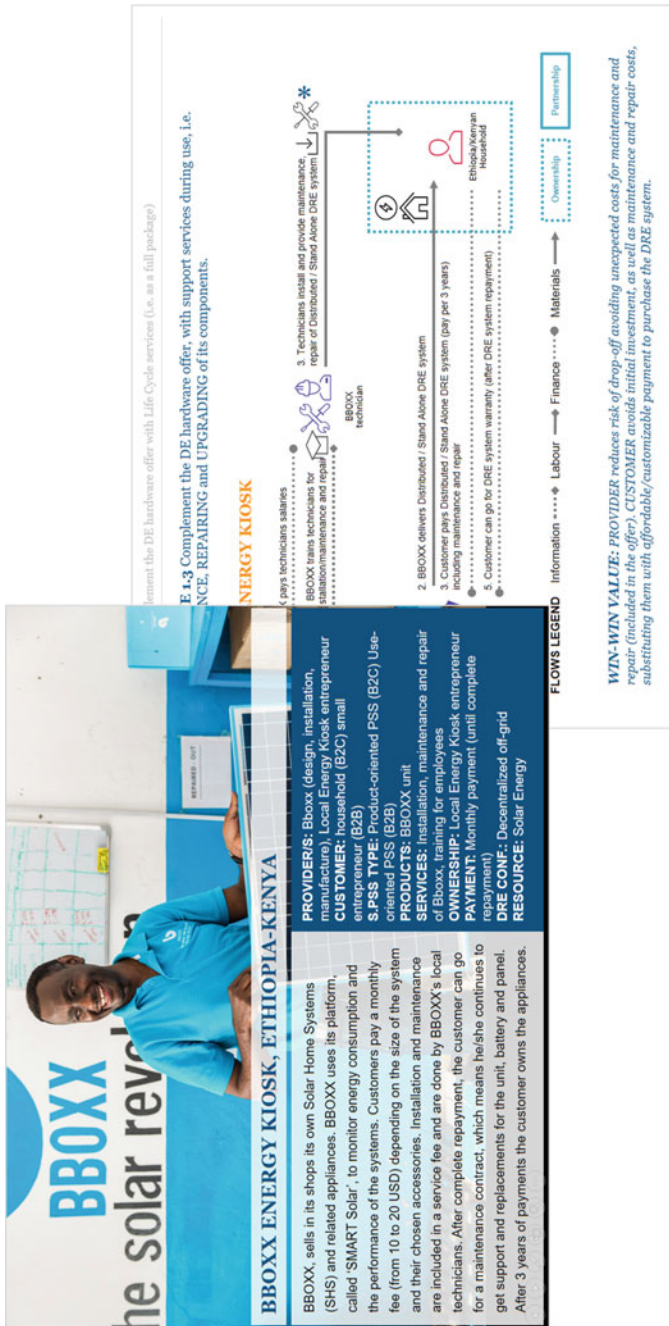 BBOXX
he solar revol n
REPAIRED - OUT
BBOXX ENERGY KIOSK, ETHIOPIA-KENYA
BBOXX, sells in its shops its own Solar Home Systems
(SHS) and related appliances. BBOXX uses its platform,
called ‘SMART Solar’, to monitor energy consumption and
the performance of the systems. Customers pay a monthly
fee (from 10 to 20 USD) depending on the size of the system
and their chosen accessories. Installation and maintenance
are included in a service fee and are done by BBOXX's local
technicians. After complete repayment, the customer can go
for a maintenance contract, which means he/she continues to
get support and replacements for the unit, battery and panel.
After 3 years of payments the customer owns the appliances.
PROVIDER/S: Bboxx (design, installation,
manufacture), Local Energy Kiosk entrepreneur
CUSTOMER: household (B2C) small
entrepreneur (B2B)
S.PSS TYPE: Product-oriented PSS (B2C) Use-
oriented PSS (B2B)
PRODUCTS: BBOXX unit
SERVICES: Installation, maintenance and repair
of Bboxx, training for employees
OWNERSHIP: Local Energy Kiosk entrepreneur
PAYMENT: Monthly payment (until complete
repayment)
DRE CONF.: Decentralized off-grid
RESOURCE: Solar Energy
lement the DE hardware offer with Life Cycle services (i.e. as a full package)
E 1.3 Complement the DE hardware offer, with support services during use, i.e.
NCE, REPAIRING and UPGRADING of its components.
NERGY KIOSK
X pays technicians salaries
BBOXX trains technicians for
stallation/maintenance and repair
BBOXX
technician
3. Technicians install and provide maintenance,
repair of Distributed / Stand Alone DRE system
*
2. BBOXX delivers Distributed / Stand Alone DRE system
3. Customer pays Distributed / Stand Alone DRE system (pay per 3 years)
including maintenance and repair
5. Customer can go for DRE system warranty (after DRE system repayment)
Ethiopia/Kenyan
Household
FLOWS LEGEND Information Labour Finance Materials Ownership Partnership
WIN-WIN VALUE: PROVIDER reduces risk of drop-off avoiding unexpected costs for maintenance and
repair (included in the offer). CUSTOMER avoids initial investment, as well as maintenance and repair costs,
substituting them with affordable/customizable payment to purchase the DRE system.